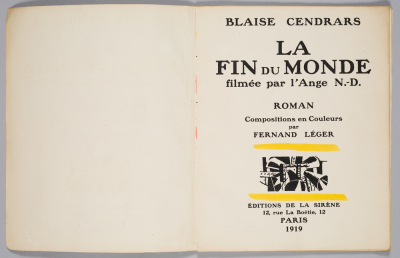 BLAISE CENDRARS
LA
FIN DU MONDE
filmée par l'Ange N.-D.
ROMAN
Compositions en Couleurs
par
FERNAND LÉGER
ÉDITIONS DE LA SIRÈNE
12, rue La Boëtie, 12
PARIS
1919